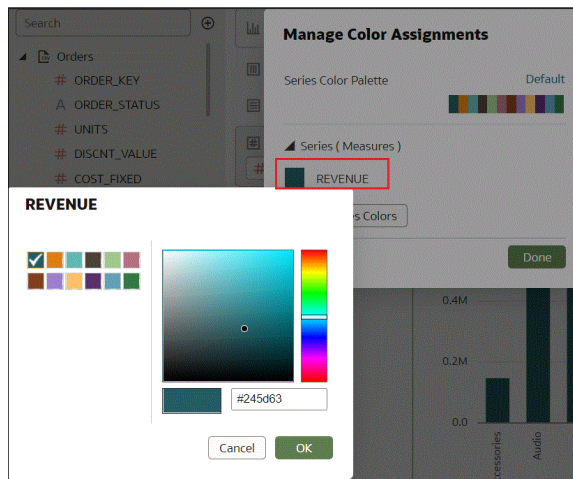 Search
Orders
ORDER_KEY
A ORDER_STATUS
UNITS
DISCNT_VALUE
COST_FIXED
Manage Color Assignments
Series Color Palette
Default
Series ( Measures )
REVENUE
Colors
Done
REVENUE
#245d63
Cancel
OK
0.4M
0.2M
0.0
Audio